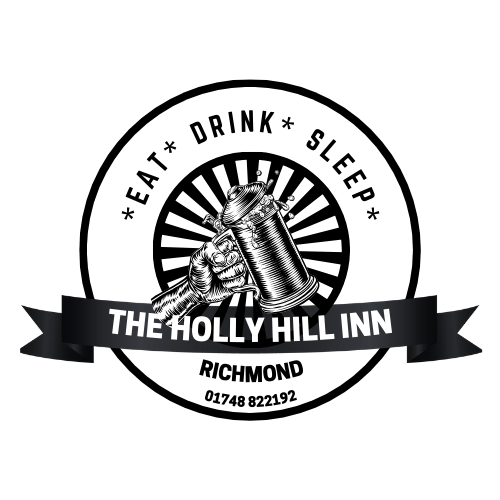 *EAT* DRINK* SLEEP*
THE HOLLY HILL INN
RICHMOND
01748 822192